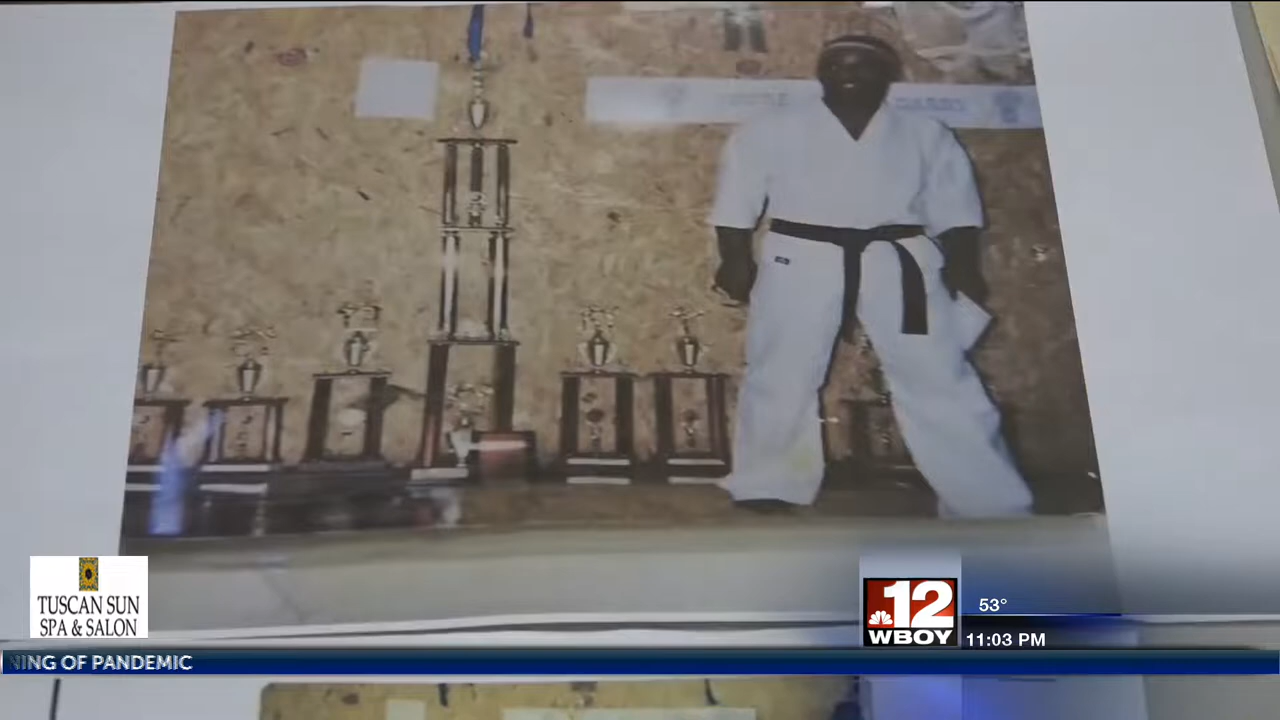 TUSCAN SUN
SPA & SALON
12
WBOY
53°
11:03 PM
NING OF PANDEMIC